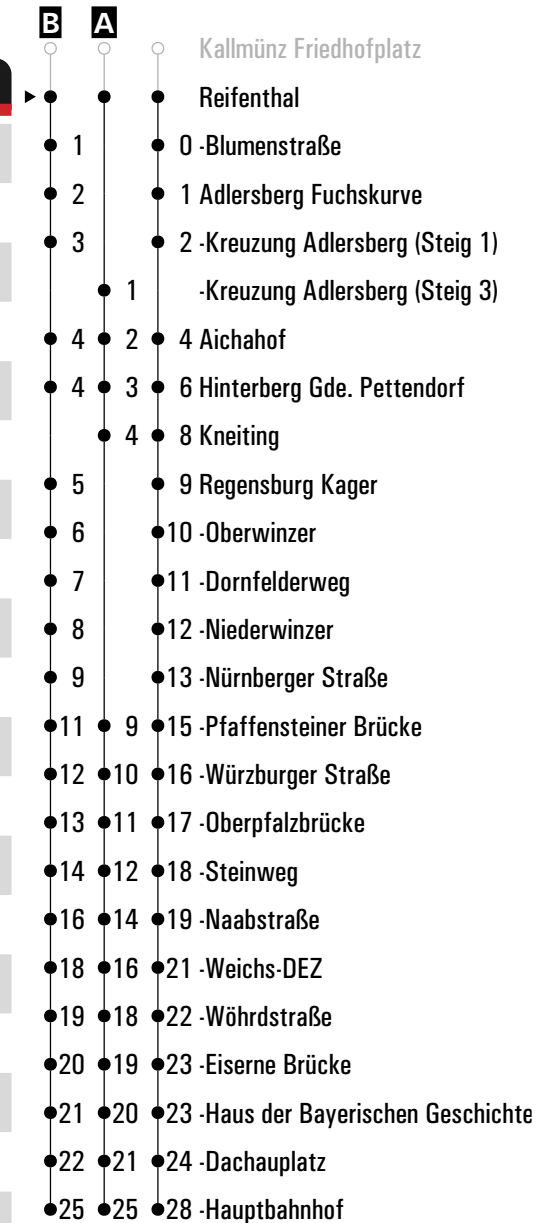 B A
Kallmünz Friedhofplatz
Reifenthal
1 0 -Blumenstraße
2 1 Adlersberg Fuchskurve
3 2 -Kreuzung Adlersberg (Steig 1)
1 -Kreuzung Adlersberg (Steig 3)
4 2 4 Aichahof
4 3 6 Hinterberg Gde. Pettendorf
4 8 Kneiting
5 9 Regensburg Kager
6 10 -Oberwinzer
7 11 -Dornfelderweg
8 12 -Niederwinzer
9 13 -Nürnberger Straße
11 9 15 -Pfaffensteiner Brücke
12 10 16 -Würzburger Straße
13 11 17 -Oberpfalzbrücke
14 12 18 -Steinweg
16 14 19 -Naabstraße
18 16 21 -Weichs-DEZ
19 18 22 -Wöhrdstraße
20 19 23 -Eiserne Brücke
21 20 23 -Haus der Bayerischen Geschichte
22 21 24 -Dachauplatz
25 25 28 -Hauptbahnhof